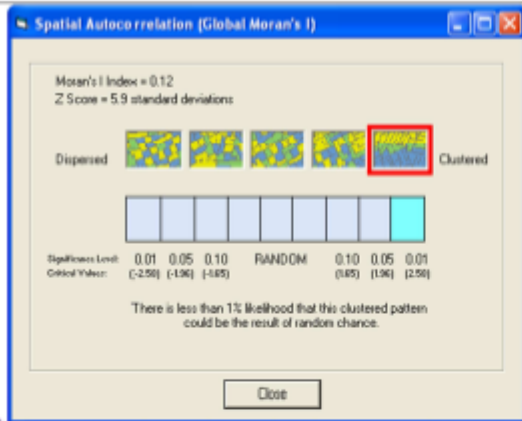 Spatial Autocorrelation (Global Moran's I)
Moran's I Index = 0.12
Z Score = 5.9 standard deviations
Dispersed
Clustered
Significance Level: 0.01 0.05 0.10 RANDOM 0.10 0.05 0.01
Critical Values: (-2.58) (-1.96) (-1.65) (1.65) (1.96) (2.58)
There is less than 1% likelihood that this clustered pattern
could be the result of random chance.
Close